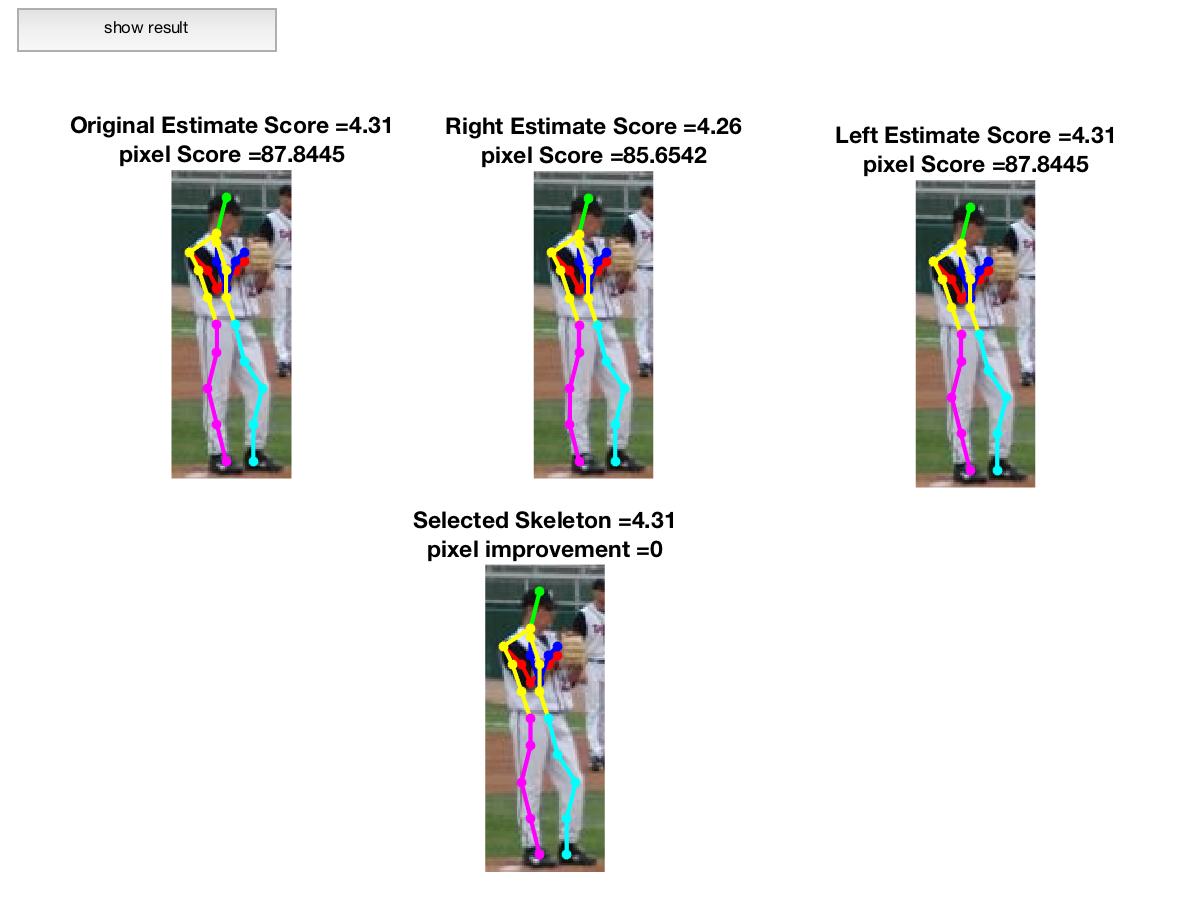 show result
Original Estimate Score =4.31
pixel Score =87.8445
Right Estimate Score =4.26
pixel Score =85.6542
Left Estimate Score =4.31
pixel Score =87.8445
Selected Skeleton =4.31
pixel improvement =0